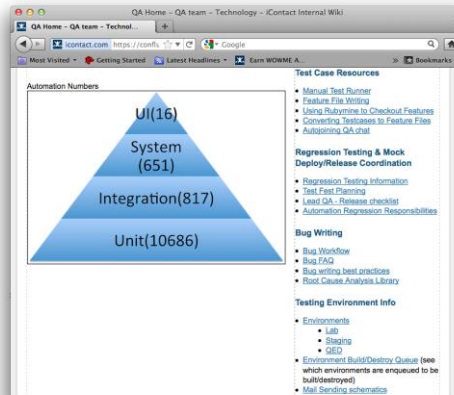 QA Home – QA team – Technology – iContact Internal Wiki
QA Home – QA team – Technol...
icontact.com https://confl
Google
Most Visited
Getting Started
Latest Headlines
Earn WOWME A...
Bookmarks
Automation Numbers
UI(16)
System
(651)
Integration(817)
Unit(10686)
Test Case Resources
Manual Test Runner
Feature File Writing
Using Rubymine to Checkout Features
Converting Testcases to Feature Files
Autojoining QA chat
Regression Testing & Mock
Deploy/Release Coordination
Regression Testing Information
Test Fest Planning
Lead QA - Release checklist
Automation Regression Responsibilities
Bug Writing
Bug Workflow
Bug FAQ
Bug writing best practices
Root Cause Analysis Library
Testing Environment Info
Environments
Lab
Staging
QED
Environment Build/Destroy Queue (see
which environments are enqueued to be
built/destroyed)
Mail Sending schematics